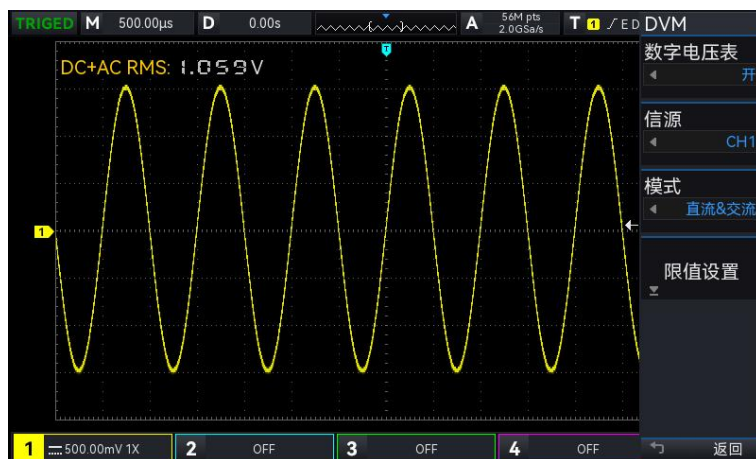 TRIGED M 500.00μs D 0.00s A 56M pts 2.0GSa/s T 1 E D DVM
T
DC+AC RMS: 1.059V
数字电压表
开
信源
CH1
模式
直流&交流
限值设置
1
1 500.00mV 1X 2 OFF 3 OFF 4 OFF 返回